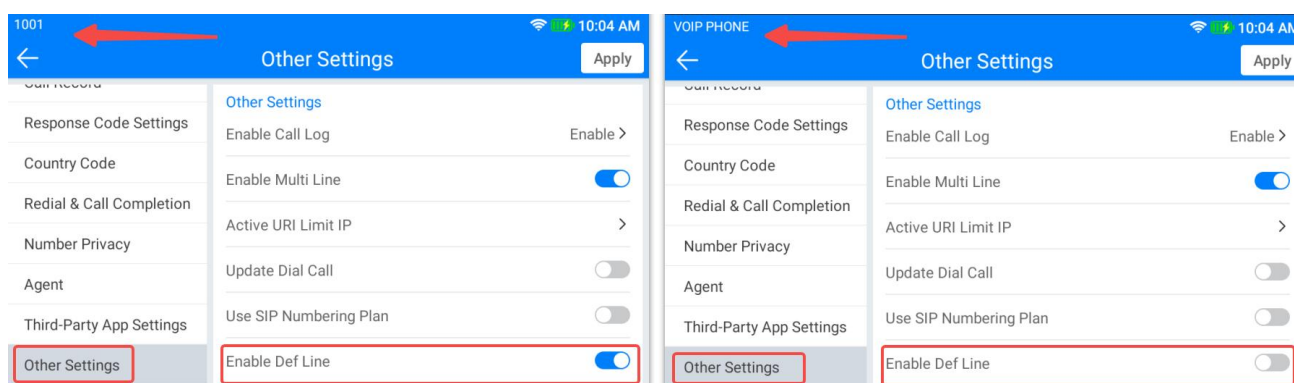 1001
10:04 AM
Other Settings
Apply
Call Record
Response Code Settings
Country Code
Redial & Call Completion
Number Privacy
Agent
Third-Party App Settings
Other Settings
Other Settings
Enable Call Log
Enable
Enable Multi Line
Active URI Limit IP
Update Dial Call
Use SIP Numbering Plan
Enable Def Line
VOIP PHONE
10:04 AM
Other Settings
Apply
Call Record
Response Code Settings
Country Code
Redial & Call Completion
Number Privacy
Agent
Third-Party App Settings
Other Settings
Other Settings
Enable Call Log
Enable
Enable Multi Line
Active URI Limit IP
Update Dial Call
Use SIP Numbering Plan
Enable Def Line